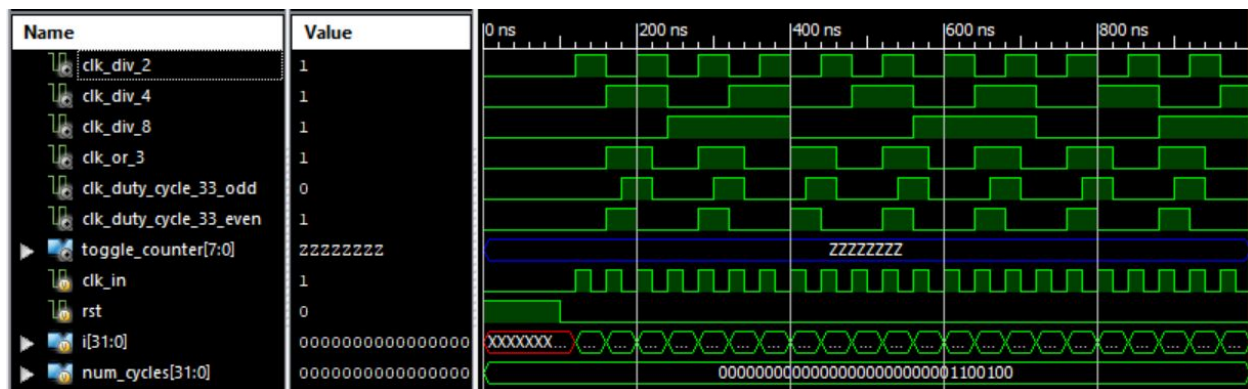 Name Value 0 ns 200 ns 400 ns 600 ns 800 ns
clk_div_2 1
clk_div_4 1
clk_div_8 1
clk_or_3 1
clk_duty_cycle_33_odd 0
clk_duty_cycle_33_even 1
toggle_counter[7:0] ZZZZZZZZ ZZZZZZZZ
clk_in 1
rst 0
i[31:0] 0000000000000000 XXXXXXX... ... ... ... ... ... ... ... ... ... ... ... ... ... ... ... ... ... ... ... ... ... ...
num_cycles[31:0] 0000000000000000 00000000000000000000000001100100